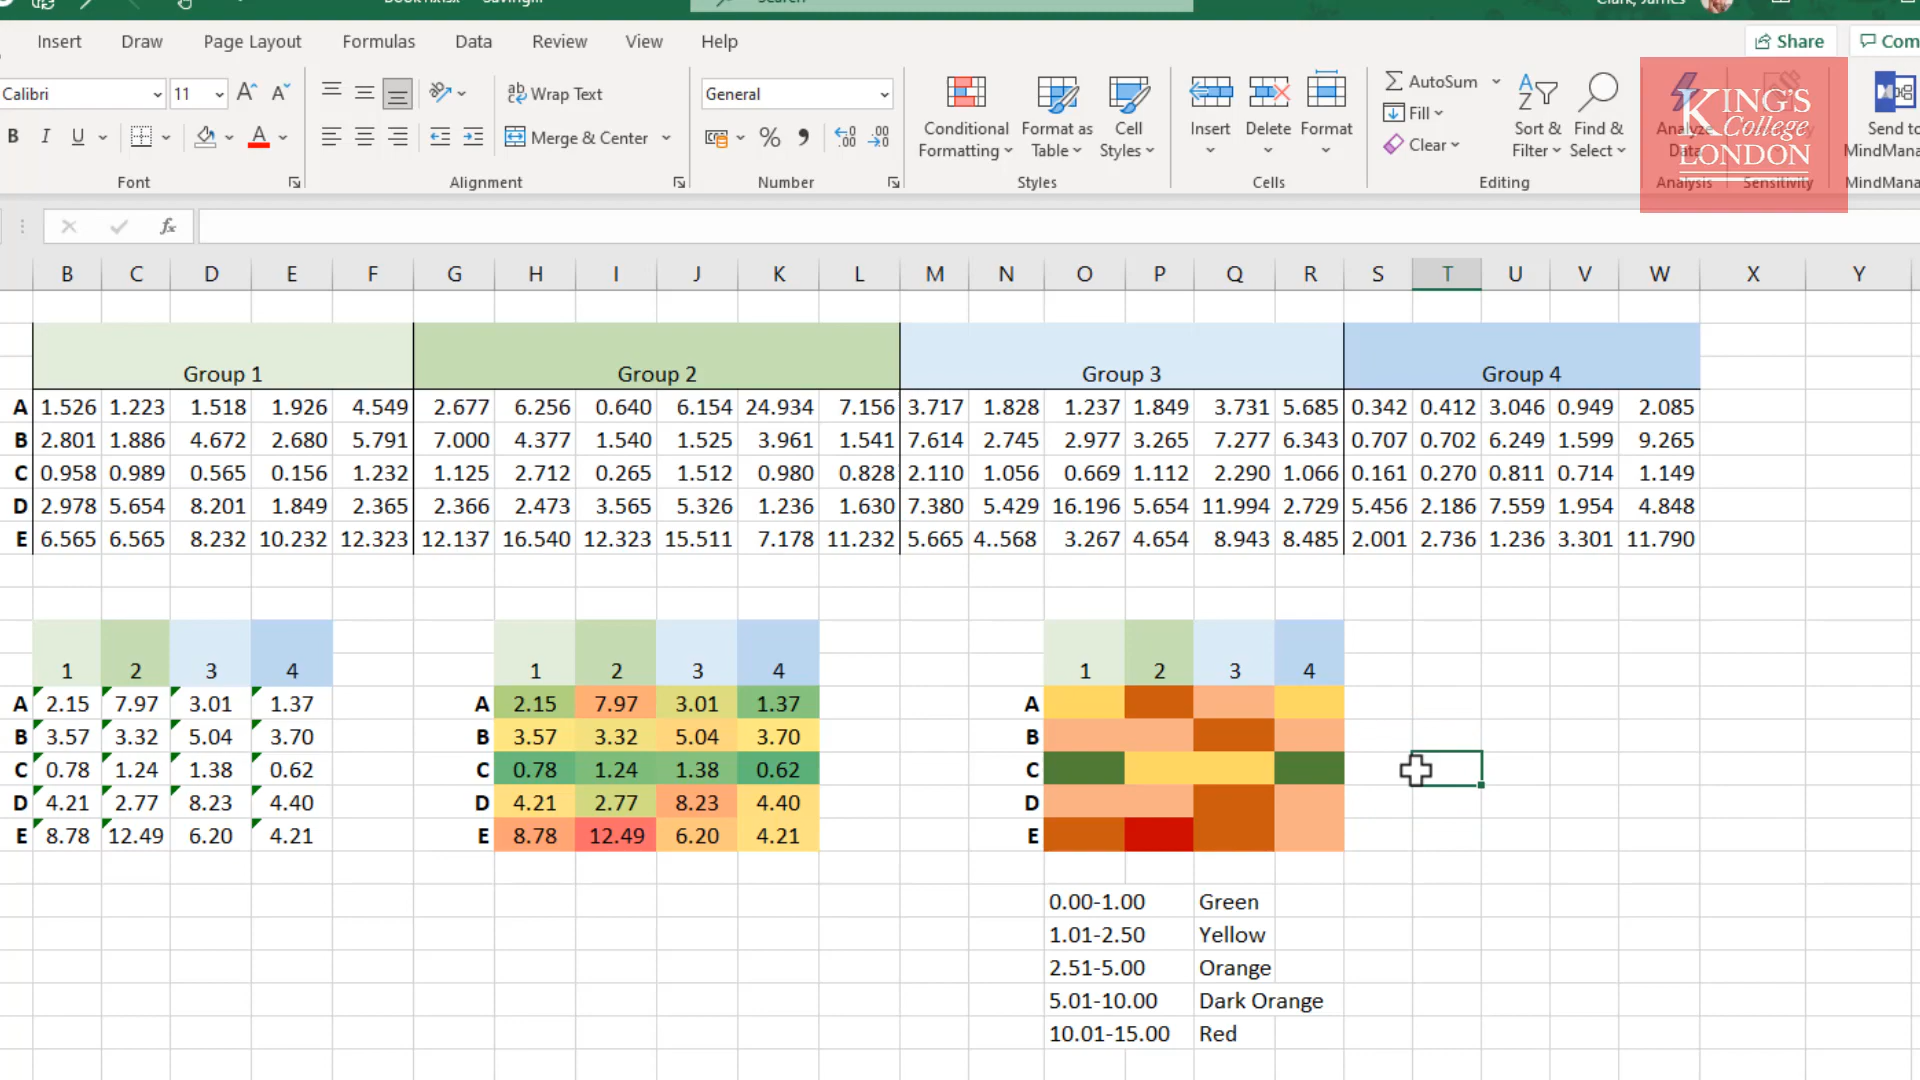 Insert Draw Page Layout Formulas Data Review View Help Share Com
Calibri 11 A^ Aˇ ab Wrap Text General Conditional Formatting Format as Table Cell Styles Insert Delete Format AutoSum Fill Clear Sort & Filter Find & Select Analyze Data Send to MindMana
B I U A Merge & Center %
Font Alignment Number Styles Cells Editing Analysis Sensitivity MindMana
KING'S
College
LONDON
fx
B C D E F G H I J K L M N O P Q R S T U V W X Y
Group 1 Group 2 Group 3 Group 4
A 1.526 1.223 1.518 1.926 4.549 2.677 6.256 0.640 6.154 24.934 7.156 3.717 1.828 1.237 1.849 3.731 5.685 0.342 0.412 3.046 0.949 2.085
B 2.801 1.886 4.672 2.680 5.791 7.000 4.377 1.540 1.525 3.961 1.541 7.614 2.745 2.977 3.265 7.277 6.343 0.707 0.702 6.249 1.599 9.265
C 0.958 0.989 0.565 0.156 1.232 1.125 2.712 0.265 1.512 0.980 0.828 2.110 1.056 0.669 1.112 2.290 1.066 0.161 0.270 0.811 0.714 1.149
D 2.978 5.654 8.201 1.849 2.365 2.366 2.473 3.565 5.326 1.236 1.630 7.380 5.429 16.196 5.654 11.994 2.729 5.456 2.186 7.559 1.954 4.848
E 6.565 6.565 8.232 10.232 12.323 12.137 16.540 12.323 15.511 7.178 11.232 5.665 4..568 3.267 4.654 8.943 8.485 2.001 2.736 1.236 3.301 11.790
1 2 3 4 1 2 3 4 1 2 3 4
A 2.15 7.97 3.01 1.37 A 2.15 7.97 3.01 1.37 A
B 3.57 3.32 5.04 3.70 B 3.57 3.32 5.04 3.70 B
C 0.78 1.24 1.38 0.62 C 0.78 1.24 1.38 0.62 C
D 4.21 2.77 8.23 4.40 D 4.21 2.77 8.23 4.40 D
E 8.78 12.49 6.20 4.21 E 8.78 12.49 6.20 4.21 E
0.00-1.00 Green
1.01-2.50 Yellow
2.51-5.00 Orange
5.01-10.00 Dark Orange
10.01-15.00 Red